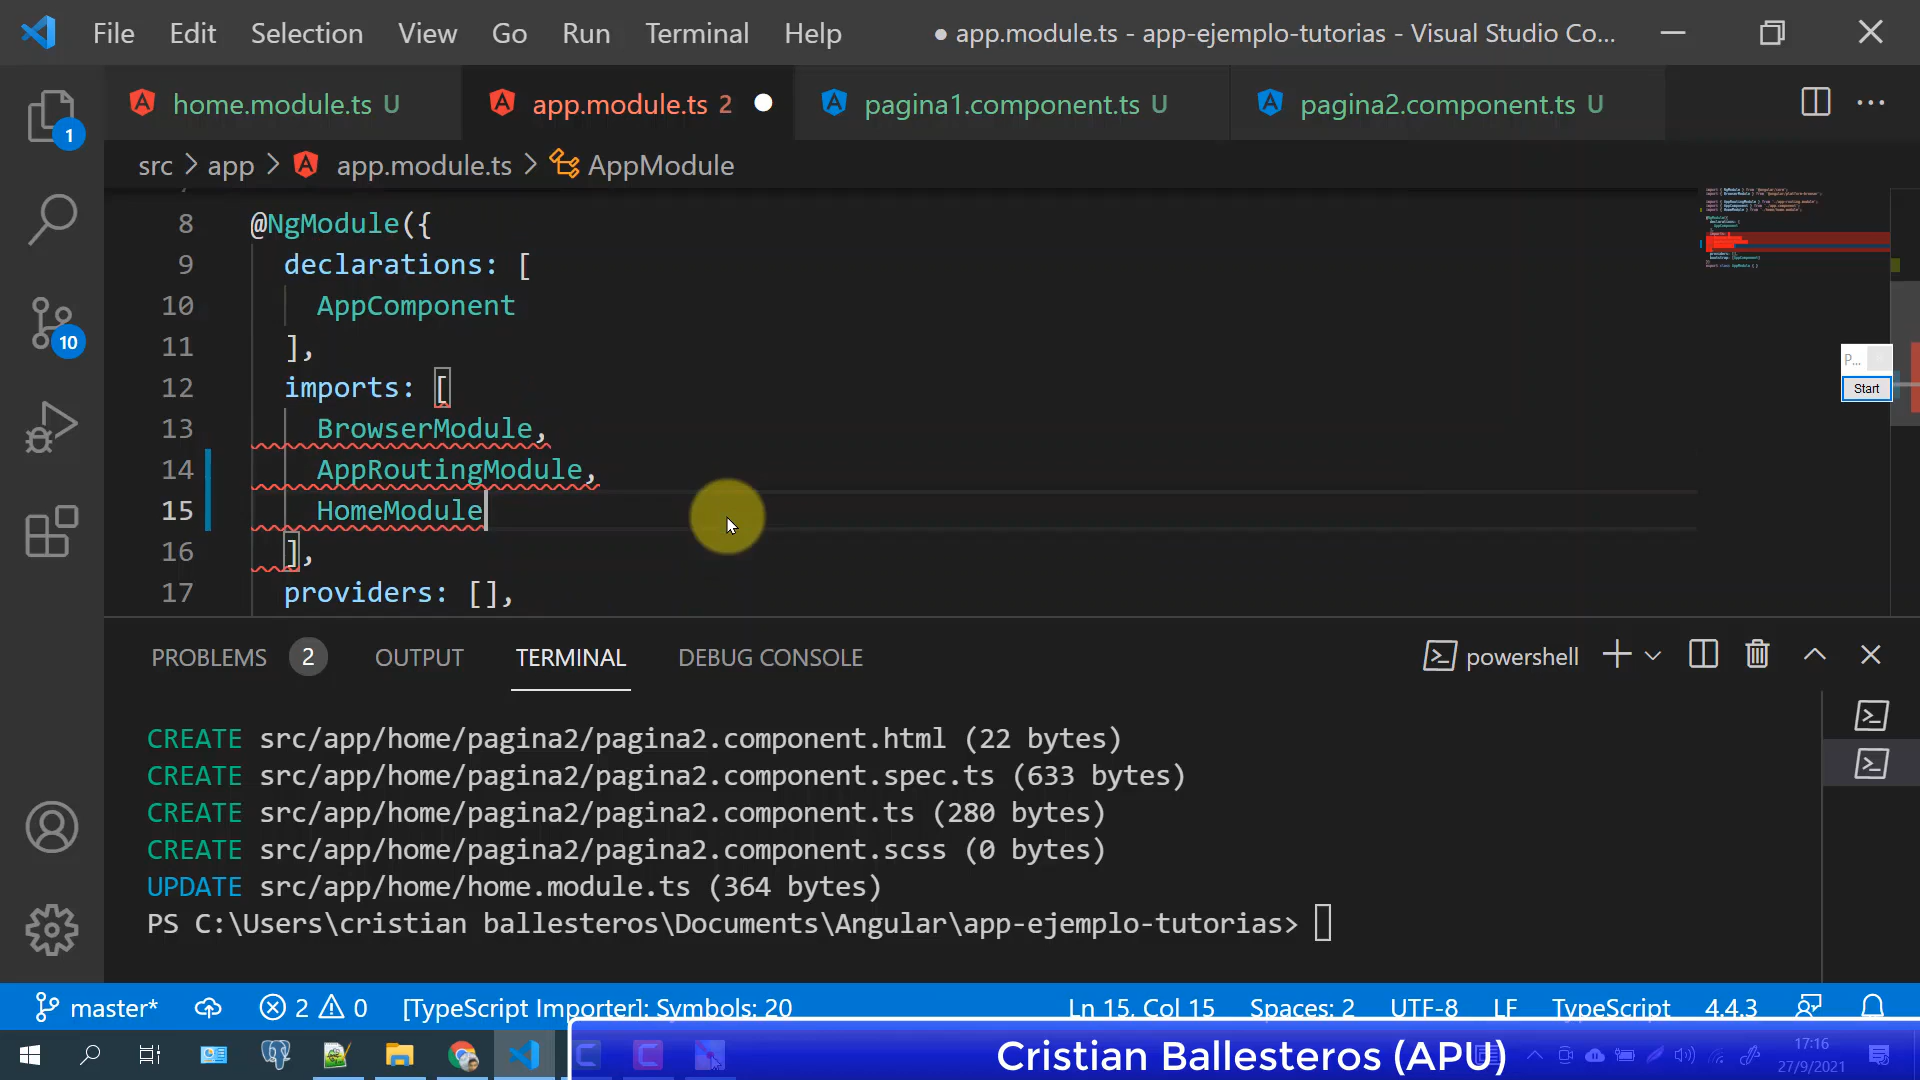 File Edit Selection View Go Run Terminal Help ● app.module.ts - app-ejemplo-tutorias - Visual Studio Co...
home.module.ts U app.module.ts 2 pagina1.component.ts U pagina2.component.ts U
src > app > app.module.ts > AppModule
8 @NgModule({
9 declarations: [
10 AppComponent
11 ],
12 imports: [
13 BrowserModule,
14 AppRoutingModule,
15 HomeModule
16 ],
17 providers: [],
1
10
P...
Start
PROBLEMS 2 OUTPUT TERMINAL DEBUG CONSOLE powershell
CREATE src/app/home/pagina2/pagina2.component.html (22 bytes)
CREATE src/app/home/pagina2/pagina2.component.spec.ts (633 bytes)
CREATE src/app/home/pagina2/pagina2.component.ts (280 bytes)
CREATE src/app/home/pagina2/pagina2.component.scss (0 bytes)
UPDATE src/app/home/home.module.ts (364 bytes)
PS C:\Users\cristian ballesteros\Documents\Angular\app-ejemplo-tutorias>
master* 2 0 [TypeScript Importer]: Symbols: 20 Ln 15, Col 15 Spaces: 2 UTF-8 LF TypeScript 4.4.3
Cristian Ballesteros (APU)
17:16
27/9/2021